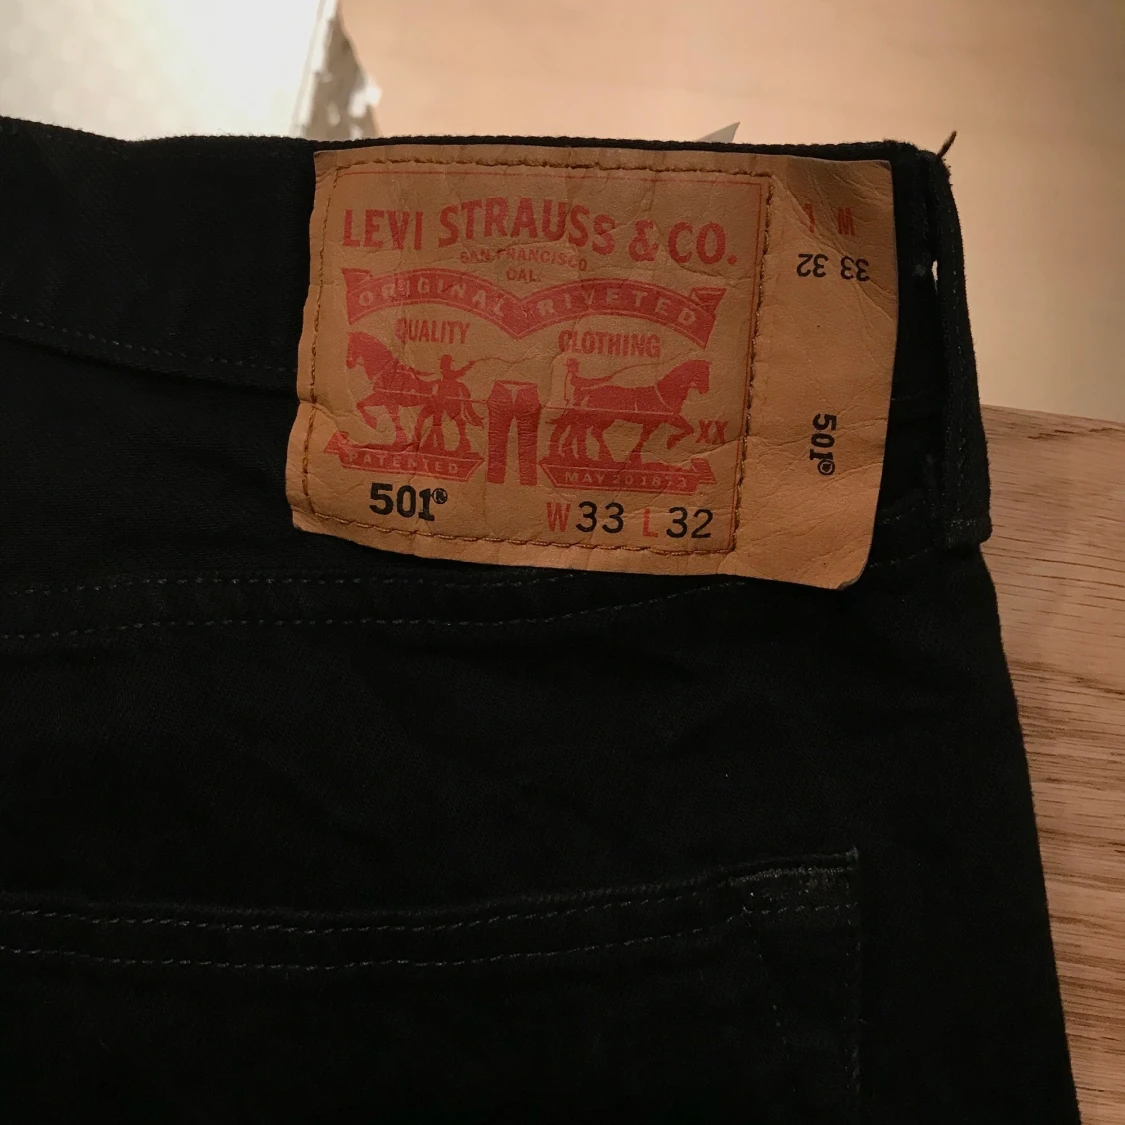 LEVI STRAUSS & CO.
SAN FRANCISCO
CAL
ORIGINAL RIVETED
QUALITY CLOTHING
XX
PATENTED MAY 20 1873
501®
W33 L32
M
33 32
501®